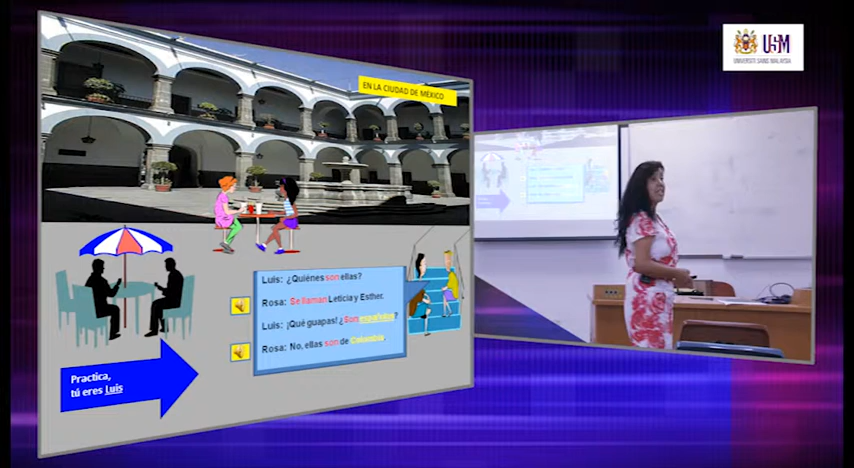 EN LA CIUDAD DE MÉXICO
USM
UNIVERSITI SAINS MALAYSIA
Luis: ¿Quiénes son ellas?
Rosa: Se llaman Leticia y Esther.
Luis: ¡Qué guapas! ¿Son españolas?
Rosa: No, ellas son de Colombia.
Practica,
tú eres Luis